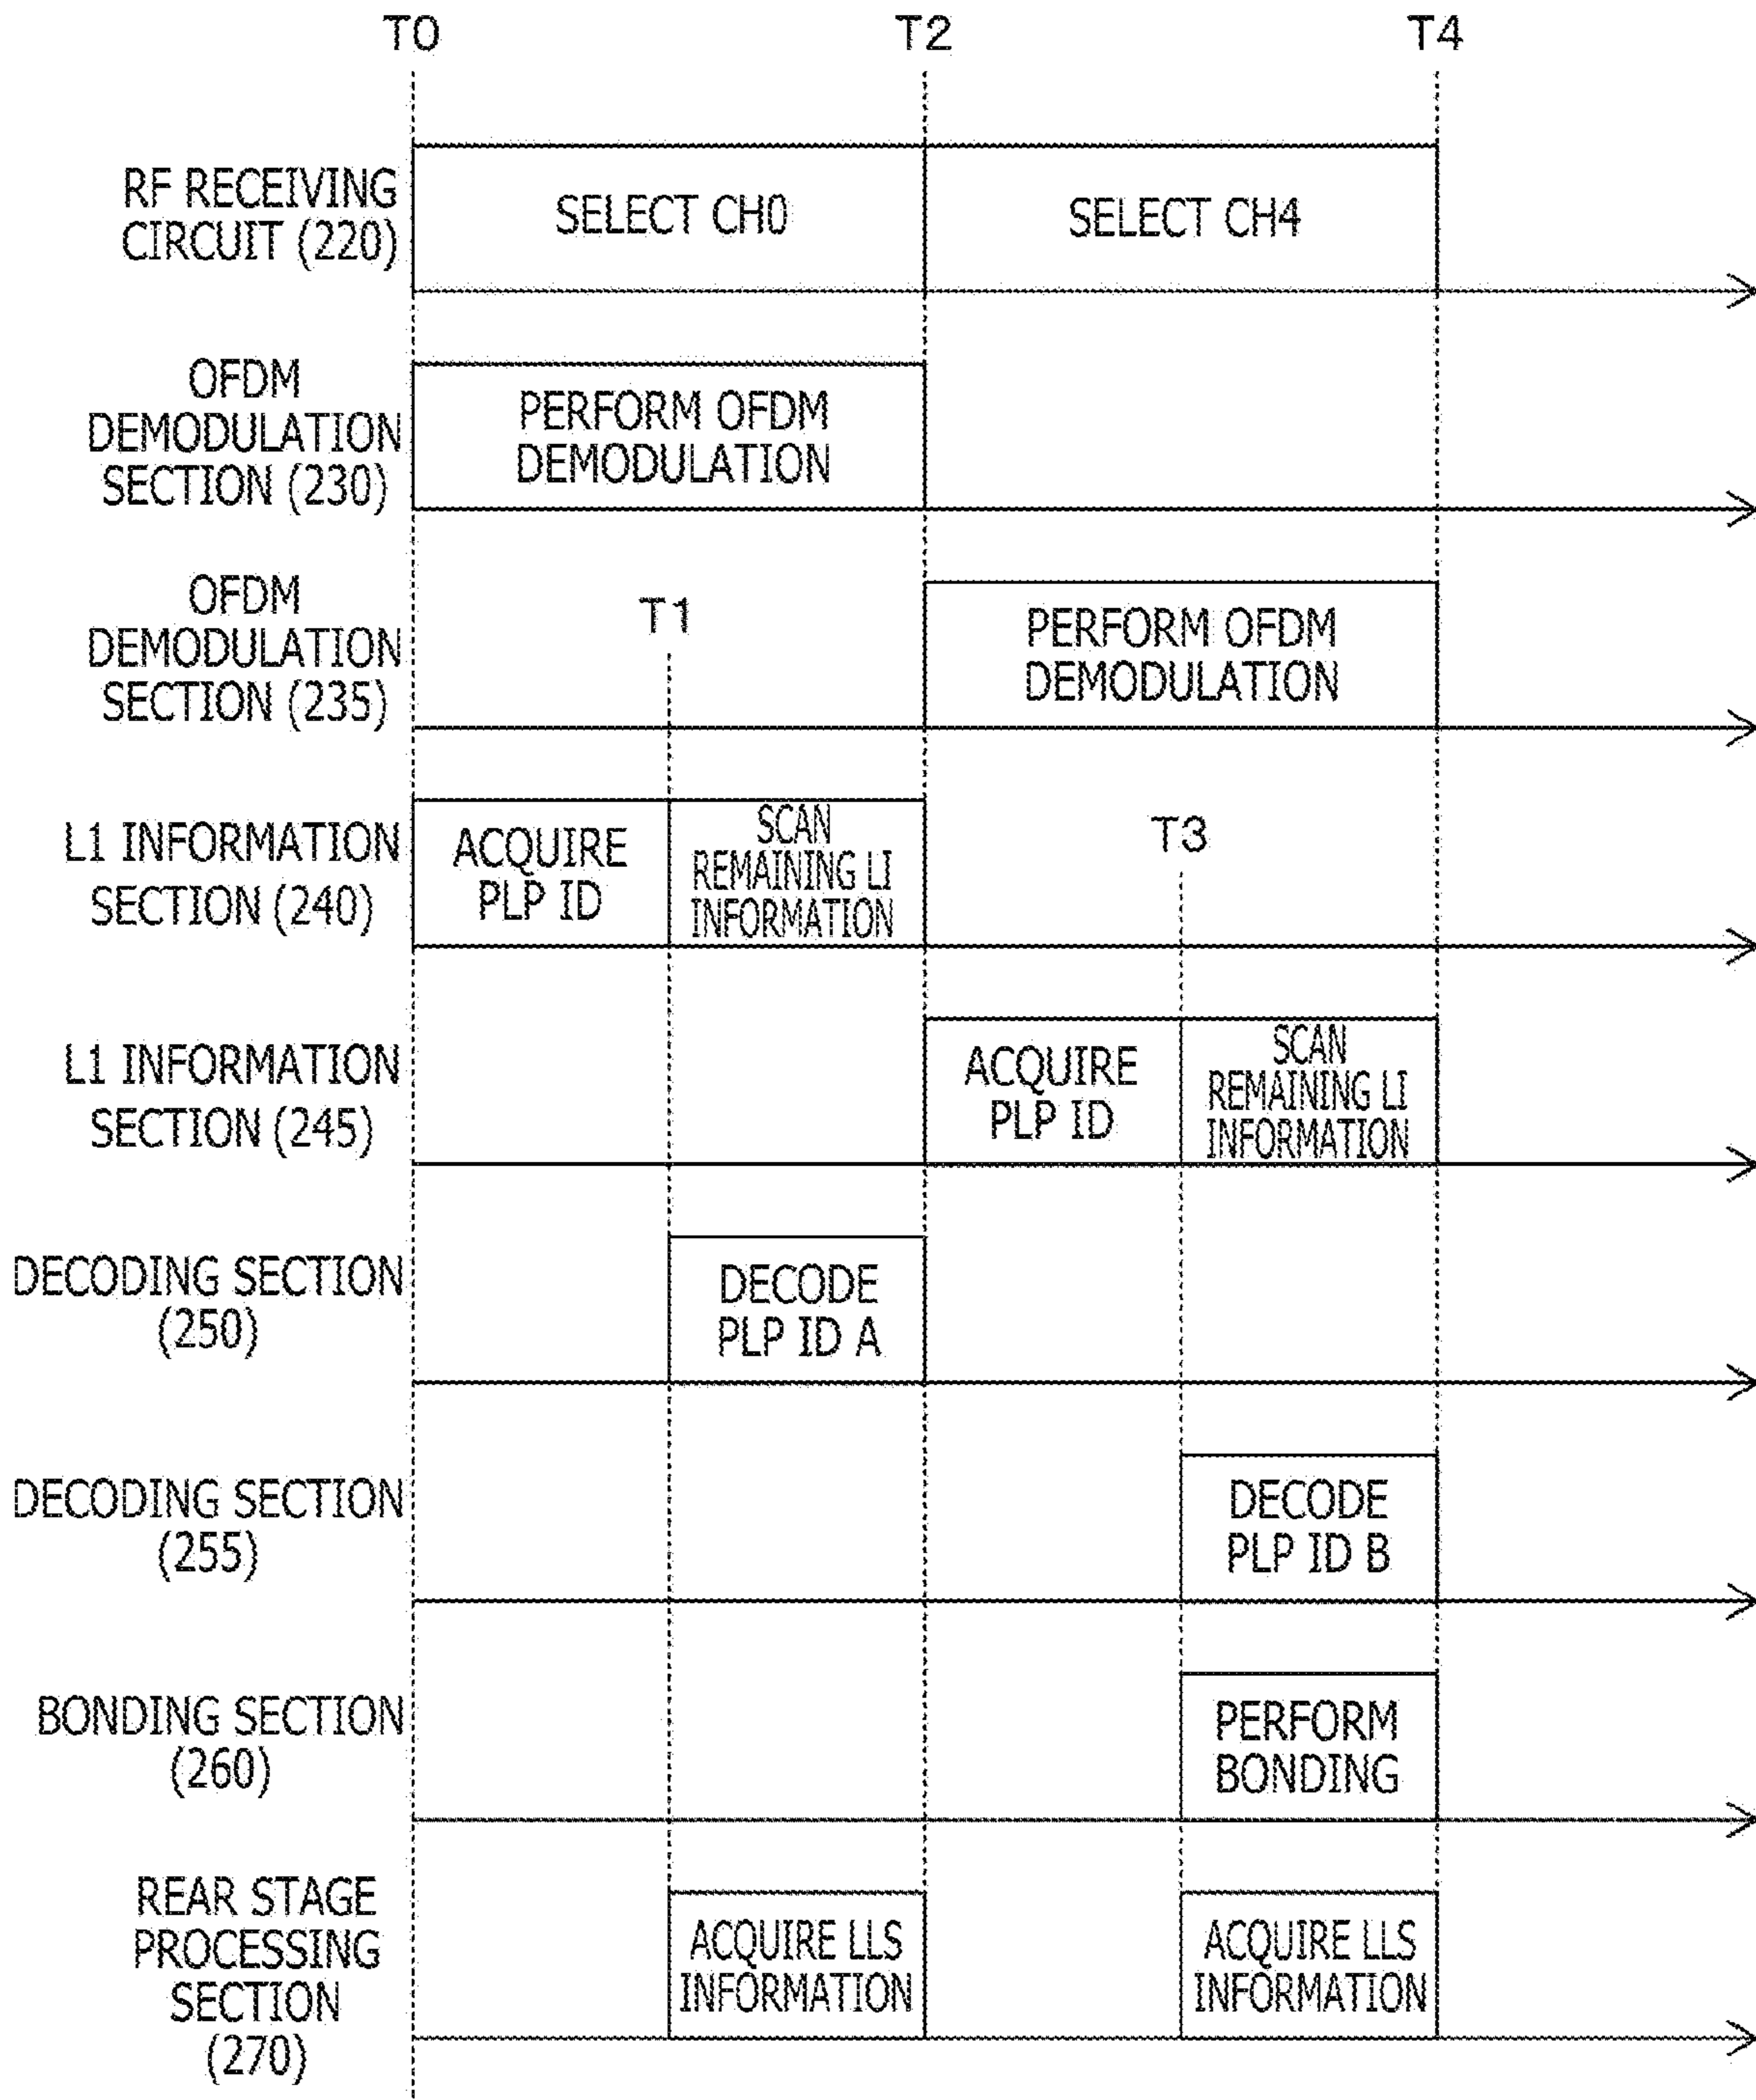 T0 T2 T4
RF RECEIVING
CIRCUIT (220)
SELECT CH0
SELECT CH4
OFDM
DEMODULATION
SECTION (230)
PERFORM OFDM
DEMODULATION
OFDM
DEMODULATION
SECTION (235)
T1
PERFORM OFDM
DEMODULATION
L1 INFORMATION
SECTION (240)
ACQUIRE
PLP ID
SCAN
REMAINING LI
INFORMATION
T3
L1 INFORMATION
SECTION (245)
ACQUIRE
PLP ID
SCAN
REMAINING LI
INFORMATION
DECODING SECTION
(250)
DECODE
PLP ID A
DECODING SECTION
(255)
DECODE
PLP ID B
BONDING SECTION
(260)
PERFORM
BONDING
REAR STAGE
PROCESSING
SECTION
(270)
ACQUIRE LLS
INFORMATION
ACQUIRE LLS
INFORMATION